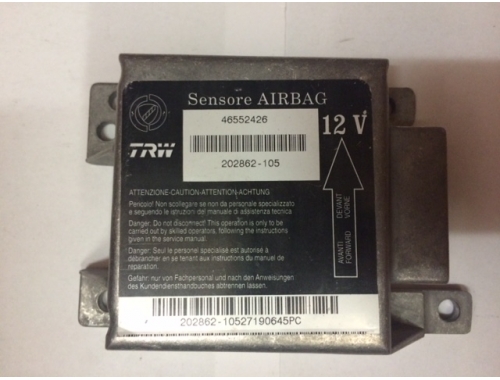 Sensore AIRBAG
46552426
12 V
TRW
202862-105
ATTENZIONE-CAUTION-ATTENTION-ACHTUNG
Pericolo! Non scollegare se non da personale specializzato
e seguendo le istruzioni del manuale di assistenza tecnica
Danger: Do not disconnect! This operation is only to be
carried out by skilled operators, following the instructions
given in the service manual.
Danger: Seul le personel specialisé est autorisé à
débrancher en se tenant aux instructions du manuel de
reparation.
Gefahr: nur von Fachpersonal und nach den Anweisungen
des Kundendiensthandbuches abtrennen lassen.
AVANTI DEVANT
FORWARD VORNE
202862-10527190645PC